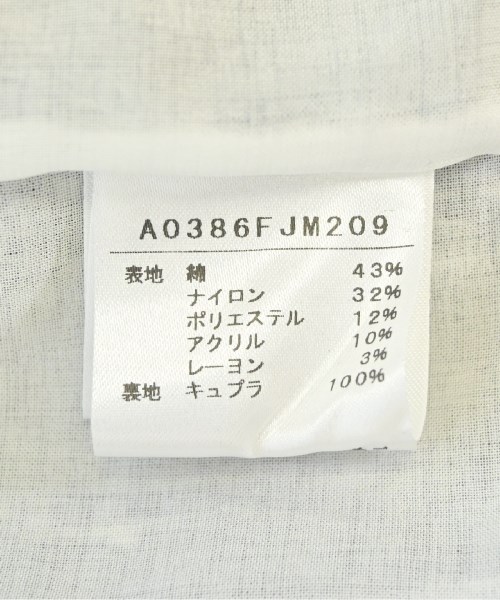 A0386FJM209
表地 綿 43%
ナイロン 32%
ポリエステル 12%
アクリル 10%
レーヨン 3%
裏地 キュプラ 100%